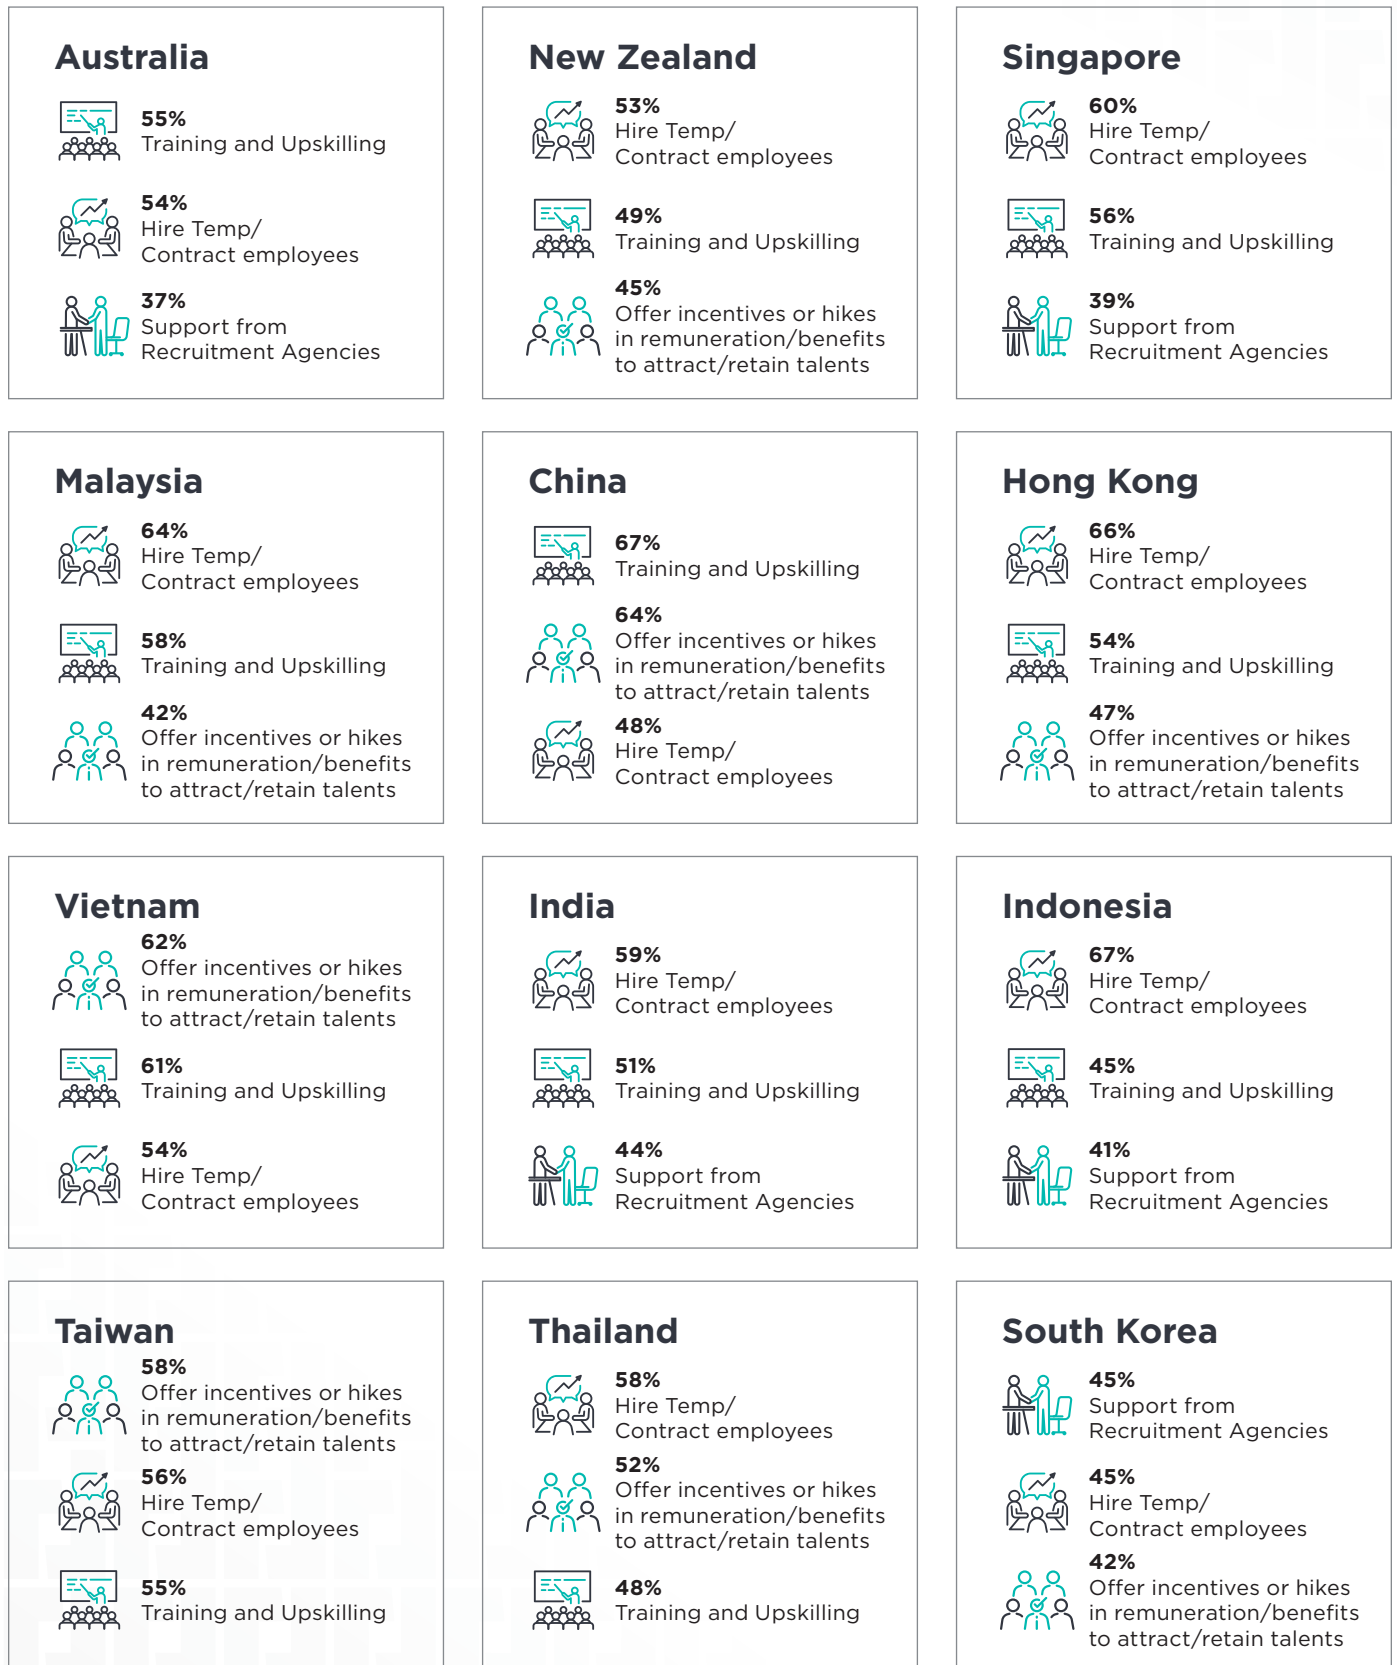 Australia
55%
Training and Upskilling
54%
Hire Temp/
Contract employees
37%
Support from
Recruitment Agencies
New Zealand
53%
Hire Temp/
Contract employees
49%
Training and Upskilling
45%
Offer incentives or hikes
in remuneration/benefits
to attract/retain talents
Singapore
60%
Hire Temp/
Contract employees
56%
Training and Upskilling
39%
Support from
Recruitment Agencies
Malaysia
64%
Hire Temp/
Contract employees
58%
Training and Upskilling
42%
Offer incentives or hikes
in remuneration/benefits
to attract/retain talents
China
67%
Training and Upskilling
64%
Offer incentives or hikes
in remuneration/benefits
to attract/retain talents
48%
Hire Temp/
Contract employees
Hong Kong
66%
Hire Temp/
Contract employees
54%
Training and Upskilling
47%
Offer incentives or hikes
in remuneration/benefits
to attract/retain talents
Vietnam
62%
Offer incentives or hikes
in remuneration/benefits
to attract/retain talents
61%
Training and Upskilling
54%
Hire Temp/
Contract employees
India
59%
Hire Temp/
Contract employees
51%
Training and Upskilling
44%
Support from
Recruitment Agencies
Indonesia
67%
Hire Temp/
Contract employees
45%
Training and Upskilling
41%
Support from
Recruitment Agencies
Taiwan
58%
Offer incentives or hikes
in remuneration/benefits
to attract/retain talents
56%
Hire Temp/
Contract employees
55%
Training and Upskilling
Thailand
58%
Hire Temp/
Contract employees
52%
Offer incentives or hikes
in remuneration/benefits
to attract/retain talents
48%
Training and Upskilling
South Korea
45%
Support from
Recruitment Agencies
45%
Hire Temp/
Contract employees
42%
Offer incentives or hikes
in remuneration/benefits
to attract/retain talents